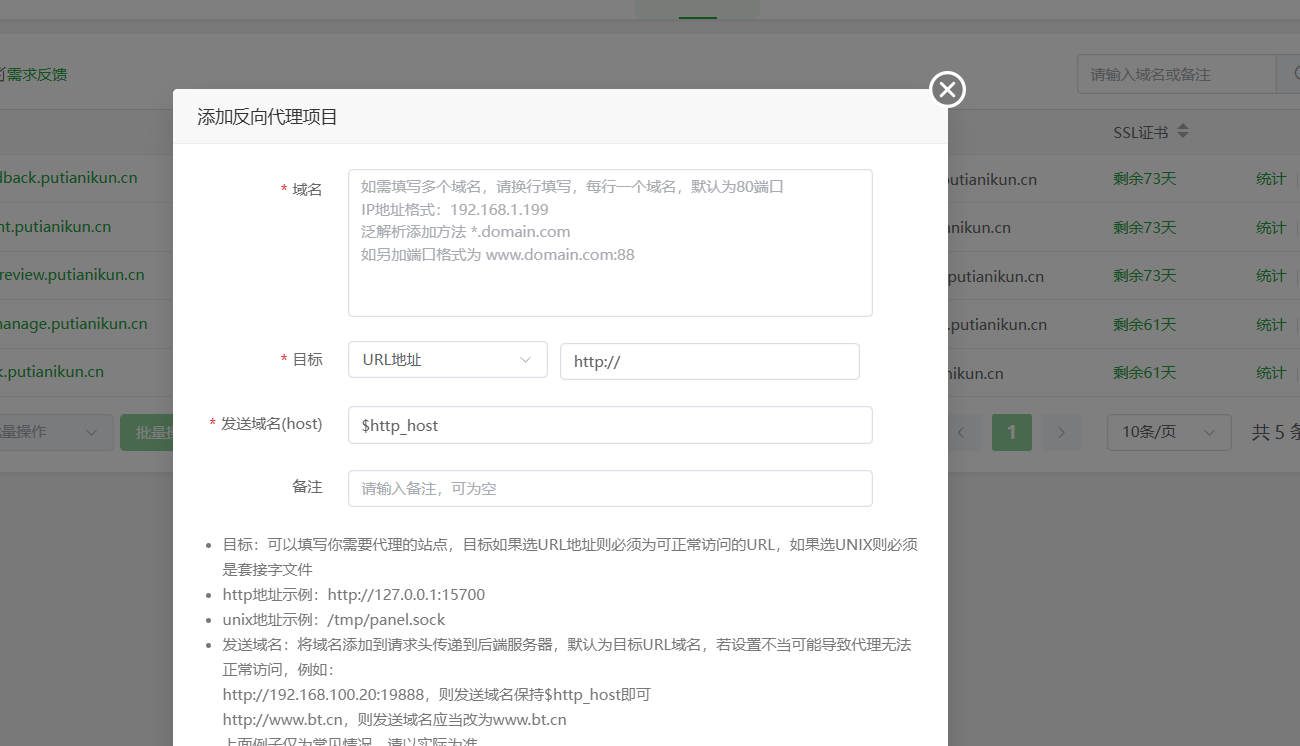 需求反馈
请输入域名或备注
添加反向代理项目
SSL证书
* 域名
如需填写多个域名，请换行填写，每行一个域名，默认为80端口
IP地址格式：192.168.1.199
泛解析添加方法 *.domain.com
如另加端口格式为 www.domain.com:88
dback.putianikun.cn
putianikun.cn
剩余73天
统计
nt.putianikun.cn
anikun.cn
剩余73天
统计
review.putianikun.cn
putianikun.cn
剩余73天
统计
manage.putianikun.cn
.putianikun.cn
剩余61天
统计
k.putianikun.cn
nikun.cn
剩余61天
统计
* 目标
URL地址
http://
* 发送域名(host)
$http_host
量操作
批量
1
10条/页
共 5 条
备注
请输入备注，可为空
目标：可以填写你需要代理的站点，目标如果选URL地址则必须为可正常访问的URL，如果选UNIX则必须
是套接字文件
http地址示例：http://127.0.0.1:15700
unix地址示例：/tmp/panel.sock
发送域名：将域名添加到请求头传递到后端服务器，默认为目标URL域名，若设置不当可能导致代理无法
正常访问，例如：
http://192.168.100.20:19888，则发送域名保持$http_host即可
http://www.bt.cn，则发送域名应当改为www.bt.cn
上面例子仅为常见情况，请以实际为准